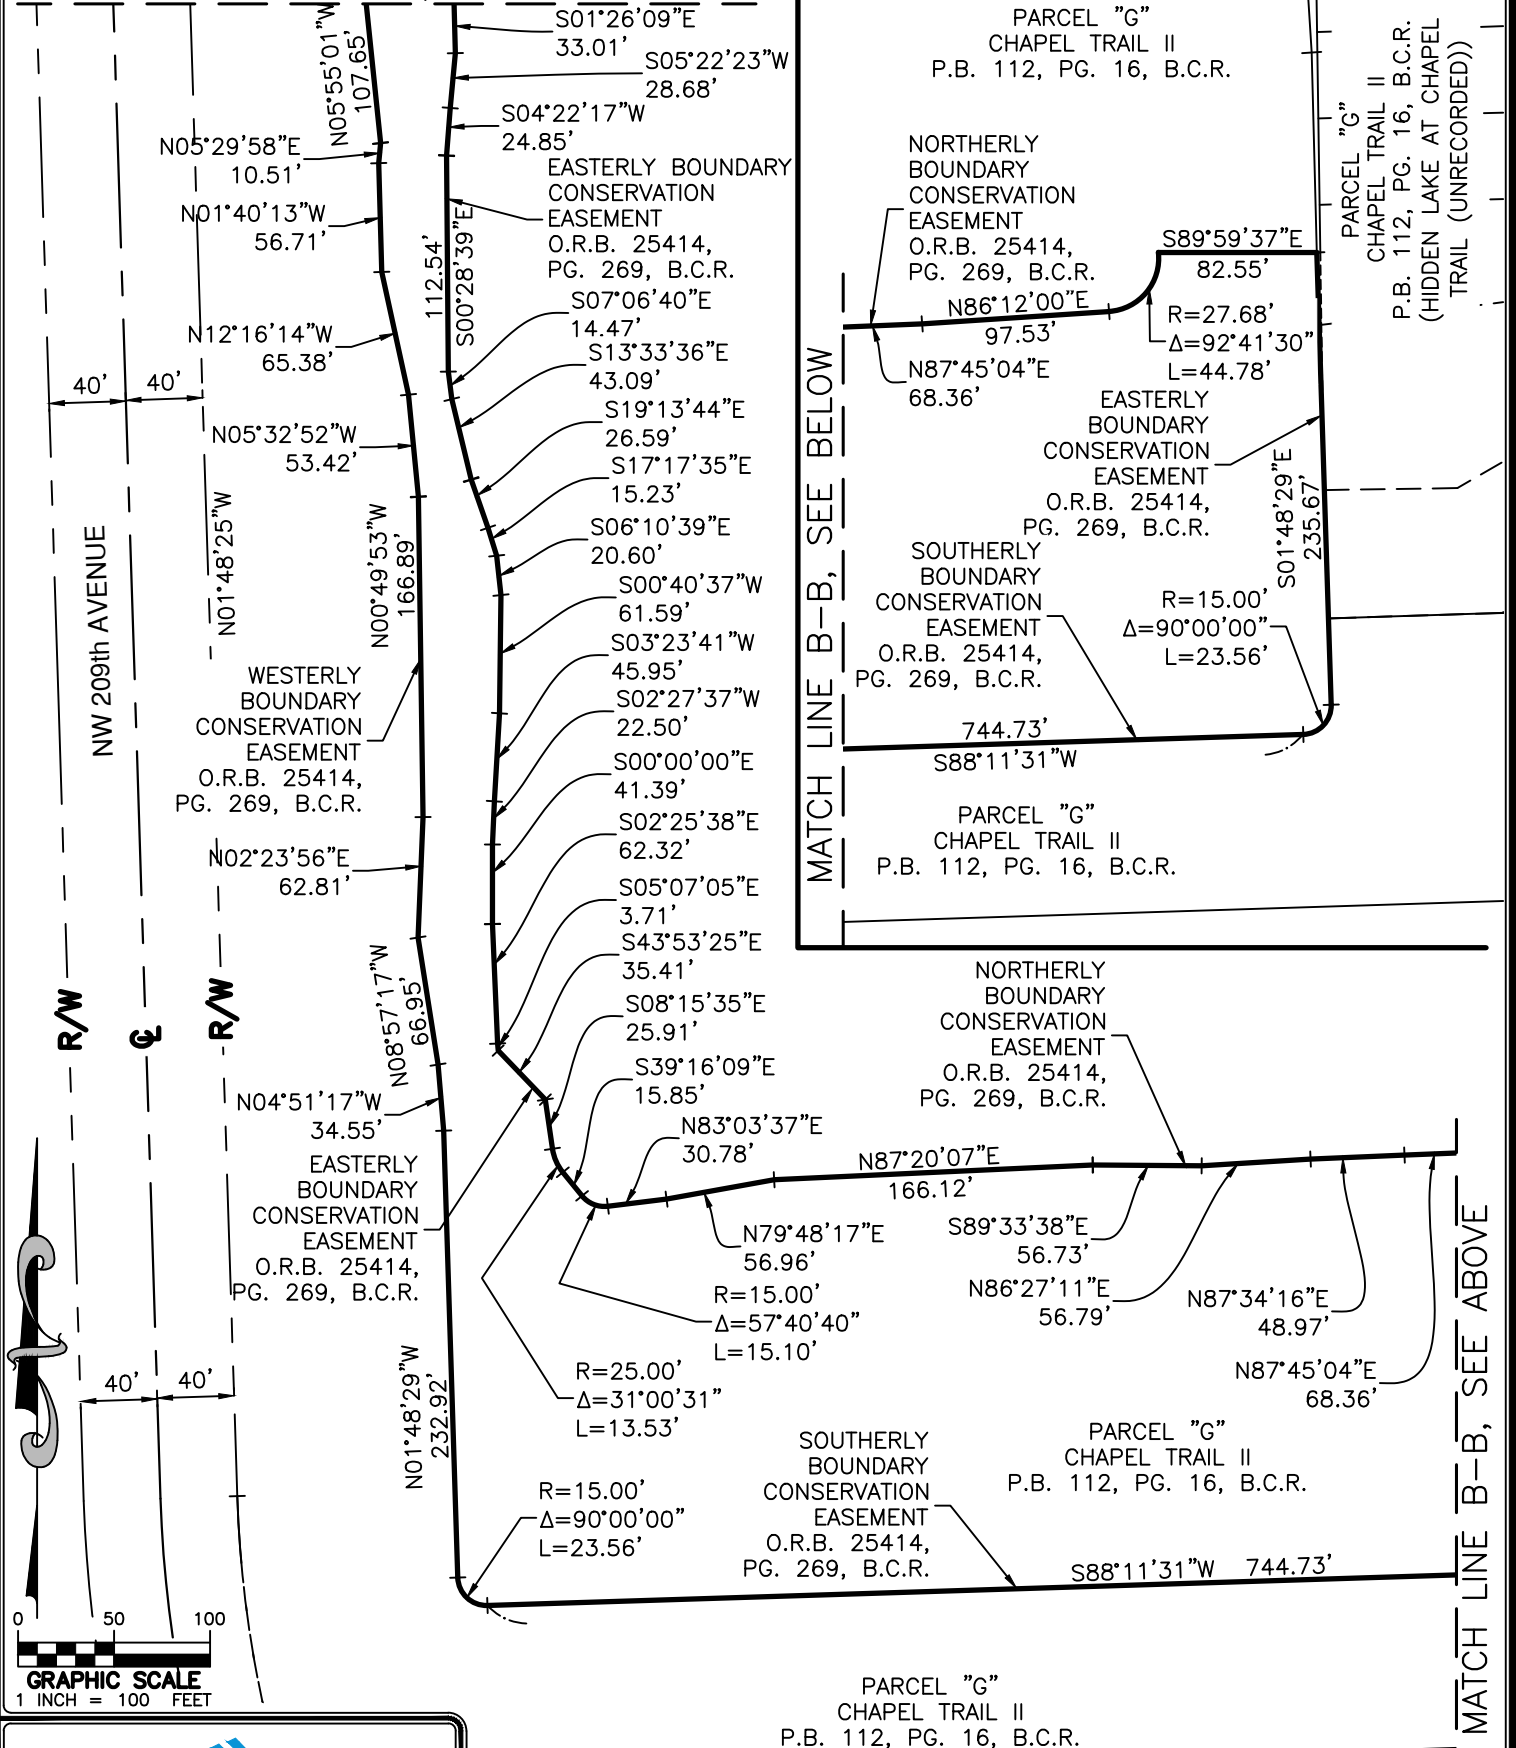 N05°55'01"W
107.65'
N05°29'58"E
10.51'
N01°40'13"W
56.71'
N12°16'14"W
65.38'
40'
40'
N05°32'52"W
53.42'
N01°48'25"W
N00°49'53"W
166.89'
NW 209th AVENUE
WESTERLY
BOUNDARY
CONSERVATION
EASEMENT
O.R.B. 25414,
PG. 269, B.C.R.
N02°23'56"E
62.81'
R/W
CL
R/W
N08°57'17"W
66.95'
N04°51'17"W
34.55'
EASTERLY
BOUNDARY
CONSERVATION
EASEMENT
O.R.B. 25414,
PG. 269, B.C.R.
40'
40'
N01°48'29"W
232.92'
S01°26'09"E
33.01'
S05°22'23"W
28.68'
S04°22'17"W
24.85'
EASTERLY BOUNDARY
CONSERVATION
EASEMENT
O.R.B. 25414,
PG. 269, B.C.R.
112.54'
S00°28'39"E
S07°06'40"E
14.47'
S13°33'36"E
43.09'
S19°13'44"E
26.59'
S17°17'35"E
15.23'
S06°10'39"E
20.60'
S00°40'37"W
61.59'
S03°23'41"W
45.95'
S02°27'37"W
22.50'
S00°00'00"E
41.39'
S02°25'38"E
62.32'
S05°07'05"E
3.71'
S43°53'25"E
35.41'
S08°15'35"E
25.91'
S39°16'09"E
15.85'
N83°03'37"E
30.78'
N87°20'07"E
166.12'
N79°48'17"E
56.96'
R=15.00'
Δ=57°40'40"
L=15.10'
R=25.00'
Δ=31°00'31"
L=13.53'
R=15.00'
Δ=90°00'00"
L=23.56'
PARCEL "G"
CHAPEL TRAIL II
P.B. 112, PG. 16, B.C.R.
NORTHERLY
BOUNDARY
CONSERVATION
EASEMENT
O.R.B. 25414,
PG. 269, B.C.R.
N86°12'00"E
97.53'
N87°45'04"E
68.36'
S89°59'37"E
82.55'
R=27.68'
Δ=92°41'30"
L=44.78'
EASTERLY
BOUNDARY
CONSERVATION
EASEMENT
O.R.B. 25414,
PG. 269, B.C.R.
S01°48'29"E
235.67'
SOUTHERLY
BOUNDARY
CONSERVATION
EASEMENT
O.R.B. 25414,
PG. 269, B.C.R.
R=15.00'
Δ=90°00'00"
L=23.56'
744.73'
S88°11'31"W
PARCEL "G"
CHAPEL TRAIL II
P.B. 112, PG. 16, B.C.R.
MATCH LINE B-B, SEE BELOW
PARCEL "G"
CHAPEL TRAIL II
P.B. 112, PG. 16, B.C.R.
(HIDDEN LAKE AT CHAPEL
TRAIL (UNRECORDED))
NORTHERLY
BOUNDARY
CONSERVATION
EASEMENT
O.R.B. 25414,
PG. 269, B.C.R.
S89°33'38"E
56.73'
N86°27'11"E
56.79'
N87°34'16"E
48.97'
N87°45'04"E
68.36'
PARCEL "G"
CHAPEL TRAIL II
P.B. 112, PG. 16, B.C.R.
SOUTHERLY
BOUNDARY
CONSERVATION
EASEMENT
O.R.B. 25414,
PG. 269, B.C.R.
S88°11'31"W 744.73'
MATCH LINE B-B, SEE ABOVE
0 50 100
GRAPHIC SCALE
1 INCH = 100 FEET
PARCEL "G"
CHAPEL TRAIL II
P.B. 112, PG. 16, B.C.R.